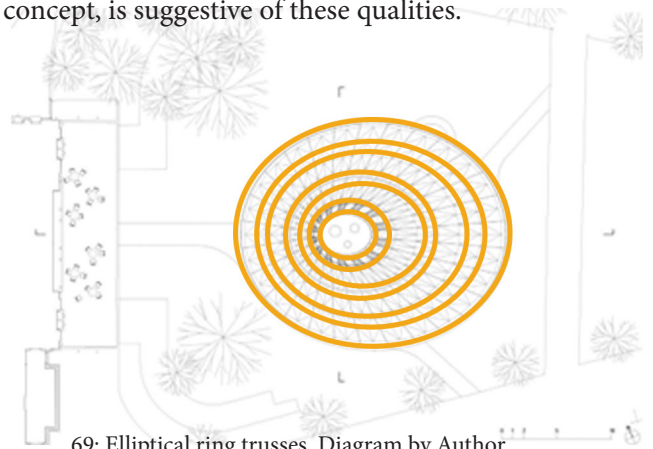 concept, is suggestive of these qualities.
69: Elliptical ring trusses. Diagram by Author